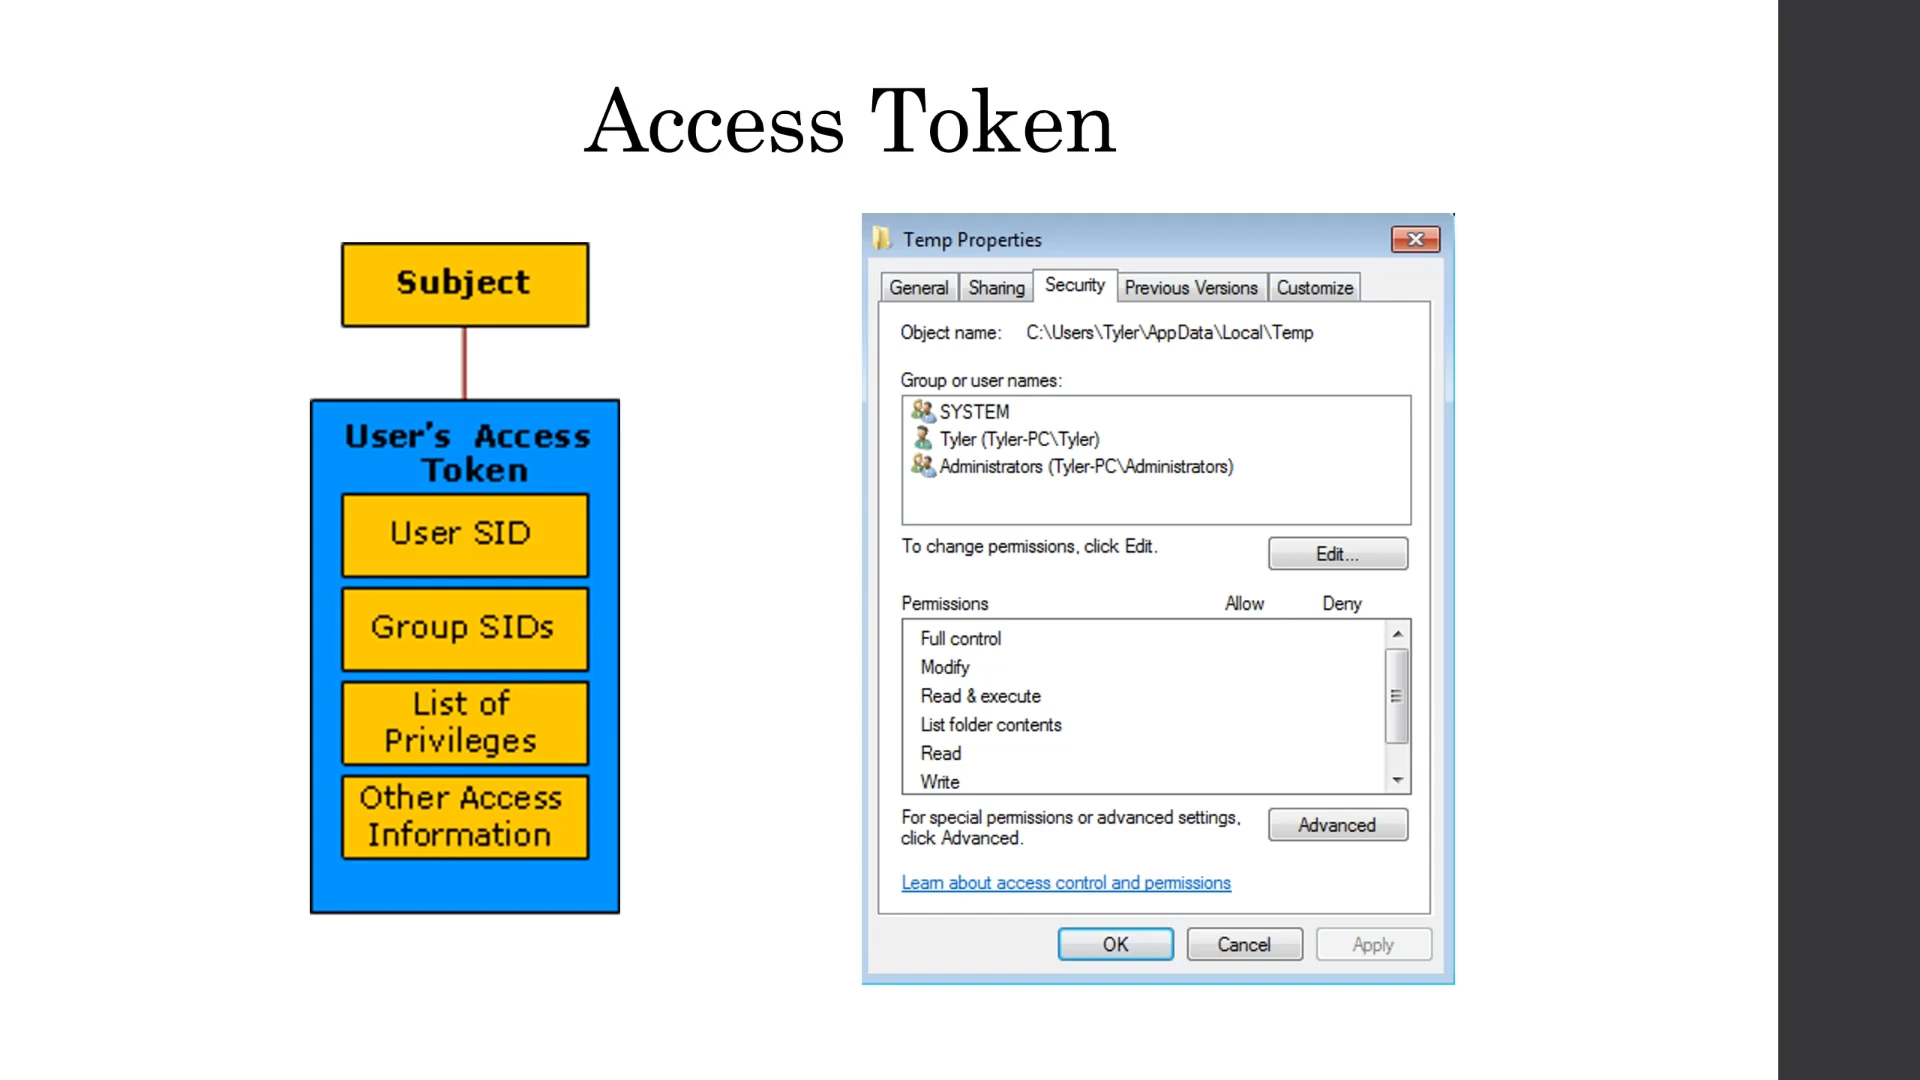 Access Token
Subject
User's Access
Token
User SID
Group SIDs
List of
Privileges
Other Access
Information
Temp Properties
General Sharing Security Previous Versions Customize
Object name: C:\Users\Tyler\AppData\Local\Temp
Group or user names:
SYSTEM
Tyler (Tyler-PC\Tyler)
Administrators (Tyler-PC\Administrators)
To change permissions, click Edit.
Edit...
Permissions Allow Deny
Full control
Modify
Read & execute
List folder contents
Read
Write
For special permissions or advanced settings,
click Advanced.
Advanced
Learn about access control and permissions
OK Cancel Apply